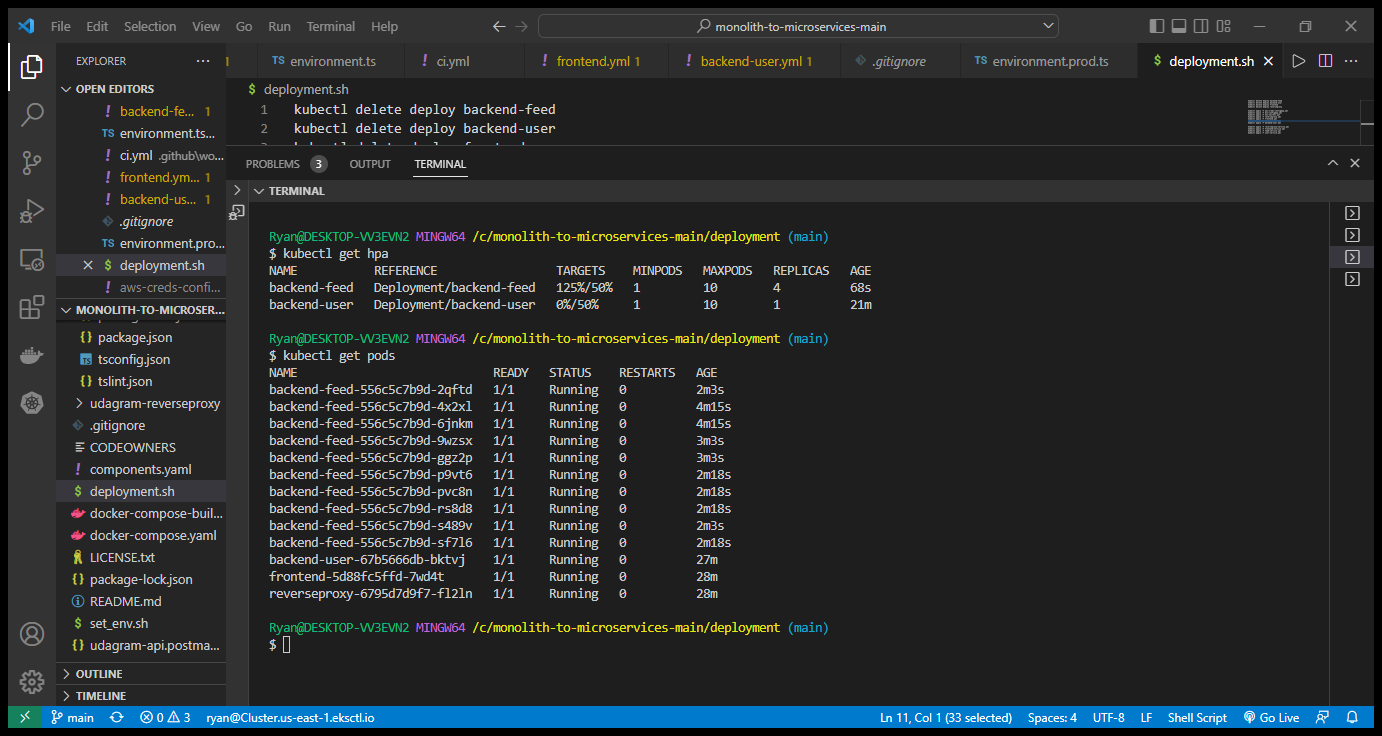 File Edit Selection View Go Run Terminal Help monolith-to-microservices-main
EXPLORER
OPEN EDITORS
backend-fe... 1
environment.ts...
ci.yml .github\wo...
frontend.ym... 1
backend-us... 1
.gitignore
environment.pro...
deployment.sh
aws-creds-confi...
MONOLITH-TO-MICROSER...
package.json
tsconfig.json
tslint.json
udagram-reverseproxy
.gitignore
CODEOWNERS
components.yaml
deployment.sh
docker-compose-buil...
docker-compose.yaml
LICENSE.txt
package-lock.json
README.md
set_env.sh
udagram-api.postma...
OUTLINE
TIMELINE
1 TS environment.ts ! ci.yml ! frontend.yml 1 ! backend-user.yml 1 .gitignore TS environment.prod.ts $ deployment.sh
$ deployment.sh
1 kubectl delete deploy backend-feed
2 kubectl delete deploy backend-user
PROBLEMS 3 OUTPUT TERMINAL
TERMINAL
Ryan@DESKTOP-VV3EVN2 MINGW64 /c/monolith-to-microservices-main/deployment (main)
$ kubectl get hpa
NAME REFERENCE TARGETS MINPODS MAXPODS REPLICAS AGE
backend-feed Deployment/backend-feed 125%/50% 1 10 4 68s
backend-user Deployment/backend-user 0%/50% 1 10 1 21m
Ryan@DESKTOP-VV3EVN2 MINGW64 /c/monolith-to-microservices-main/deployment (main)
$ kubectl get pods
NAME READY STATUS RESTARTS AGE
backend-feed-556c5c7b9d-2qftd 1/1 Running 0 2m3s
backend-feed-556c5c7b9d-4x2xl 1/1 Running 0 4m15s
backend-feed-556c5c7b9d-6jnkm 1/1 Running 0 4m15s
backend-feed-556c5c7b9d-9wzsx 1/1 Running 0 3m3s
backend-feed-556c5c7b9d-ggz2p 1/1 Running 0 3m3s
backend-feed-556c5c7b9d-p9vt6 1/1 Running 0 2m18s
backend-feed-556c5c7b9d-pvc8n 1/1 Running 0 2m18s
backend-feed-556c5c7b9d-rs8d8 1/1 Running 0 2m18s
backend-feed-556c5c7b9d-s489v 1/1 Running 0 2m3s
backend-feed-556c5c7b9d-sf7l6 1/1 Running 0 2m18s
backend-user-67b5666db-bktvj 1/1 Running 0 27m
frontend-5d88fc5ffd-7wd4t 1/1 Running 0 28m
reverseproxy-6795d7d9f7-fl2ln 1/1 Running 0 28m
Ryan@DESKTOP-VV3EVN2 MINGW64 /c/monolith-to-microservices-main/deployment (main)
$
main 0 3 ryan@Cluster.us-east-1.eksctl.io Ln 11, Col 1 (33 selected) Spaces: 4 UTF-8 LF Shell Script Go Live